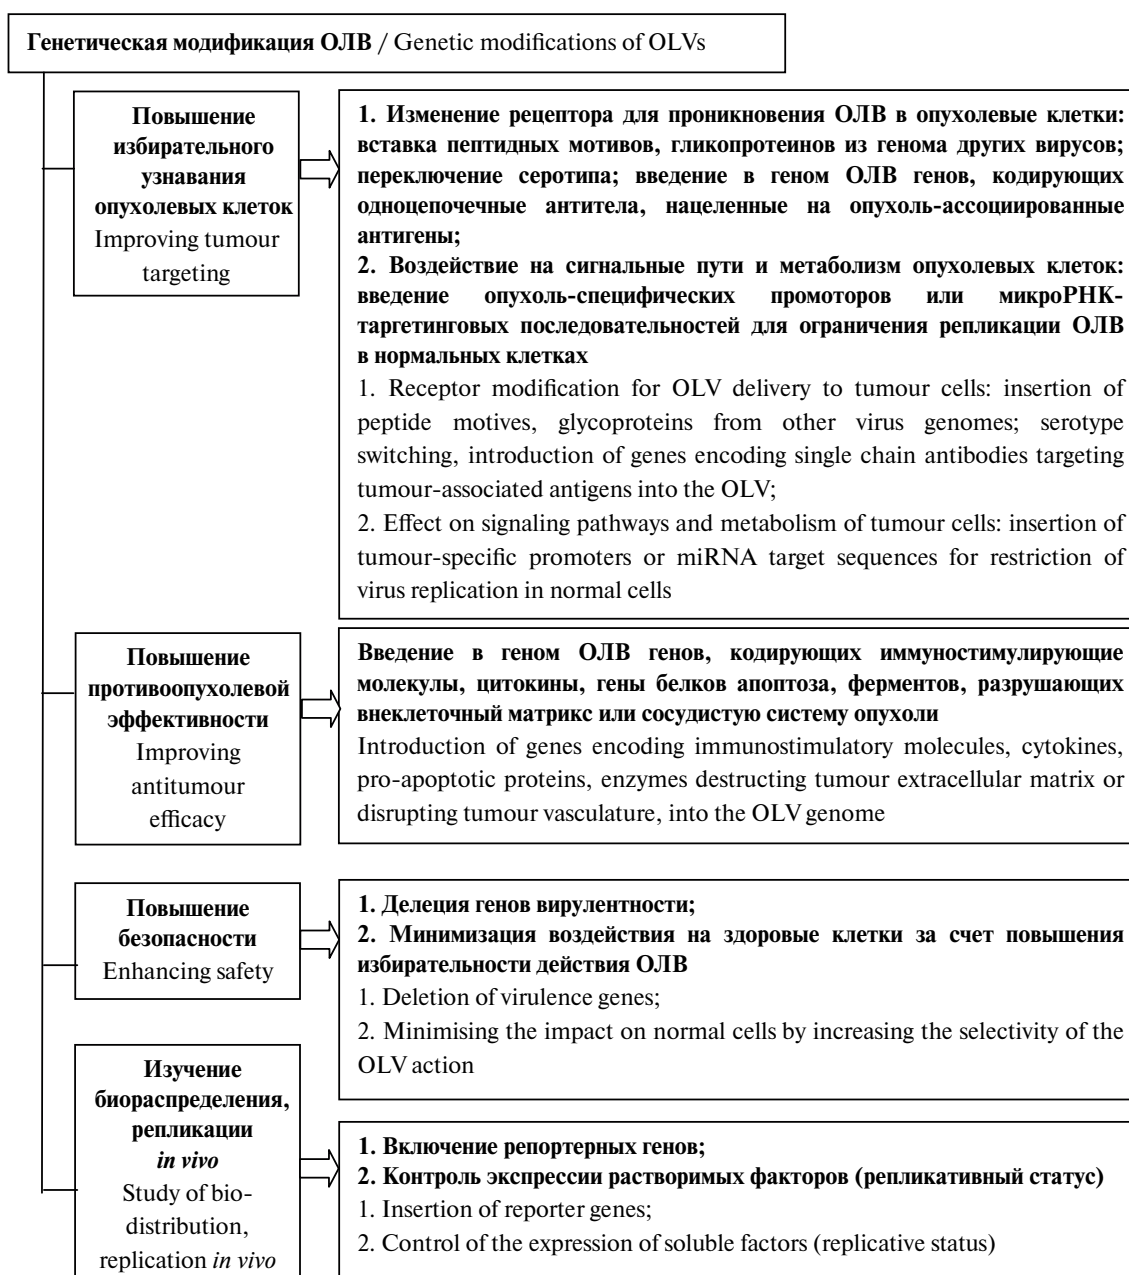 Генетическая модификация ОЛВ / Genetic modifications of OLVs
Повышение
избирательного
узнавания
опухолевых клеток
Improving tumour
targeting
1. Изменение рецептора для проникновения ОЛВ в опухолевые клетки:
вставка пептидных мотивов, гликопротеинов из генома других вирусов;
переключение серотипа; введение в геном ОЛВ генов, кодирующих
одноцепочечные антитела, нацеленные на опухоль-ассоциированные
антигены;
2. Воздействие на сигнальные пути и метаболизм опухолевых клеток:
введение опухоль-специфических промоторов или микроРНК-
таргетинговых последовательностей для ограничения репликации ОЛВ
в нормальных клетках
1. Receptor modification for OLV delivery to tumour cells: insertion of
peptide motives, glycoproteins from other virus genomes; serotype
switching, introduction of genes encoding single chain antibodies targeting
tumour-associated antigens into the OLV;
2. Effect on signaling pathways and metabolism of tumour cells: insertion of
tumour-specific promoters or miRNA target sequences for restriction of
virus replication in normal cells
Повышение
противоопухолевой
эффективности
Improving
antitumour
efficacy
Введение в геном ОЛВ генов, кодирующих иммуностимулирующие
молекулы, цитокины, гены белков апоптоза, ферментов, разрушающих
внеклеточный матрикс или сосудистую систему опухоли
Introduction of genes encoding immunostimulatory molecules, cytokines,
pro-apoptotic proteins, enzymes destructing tumour extracellular matrix or
disrupting tumour vasculature, into the OLV genome
Повышение
безопасности
Enhancing safety
1. Делеция генов вирулентности;
2. Минимизация воздействия на здоровые клетки за счет повышения
избирательности действия ОЛВ
1. Deletion of virulence genes;
2. Minimising the impact on normal cells by increasing the selectivity of the
OLV action
Изучение
биораспределения,
репликации
in vivo
Study of bio-
distribution,
replication in vivo
1. Включение репортерных генов;
2. Контроль экспрессии растворимых факторов (репликативный статус)
1. Insertion of reporter genes;
2. Control of the expression of soluble factors (replicative status)